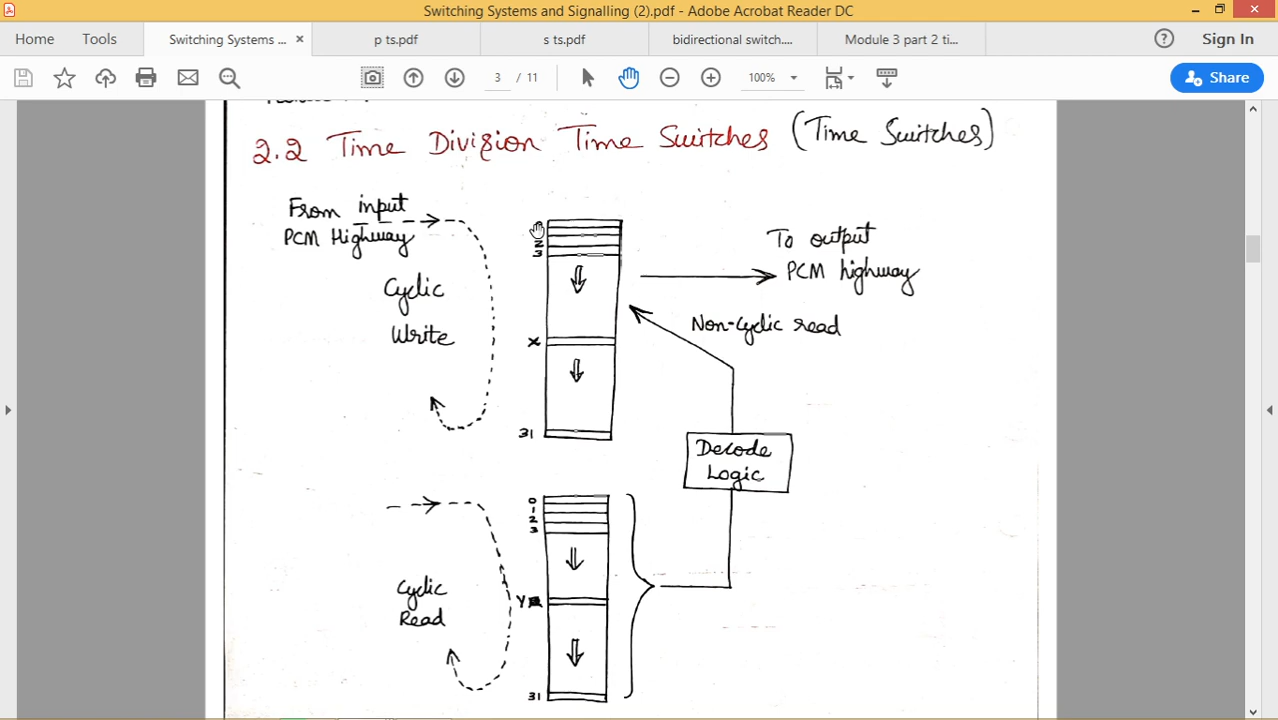 Switching Systems and Signalling (2).pdf - Adobe Acrobat Reader DC
Home
Tools
Switching Systems ...
p ts.pdf
s ts.pdf
bidirectional switch....
Module 3 part 2 ti...
Sign In
3 / 11
100%
Share
2.2 Time Division Time Switches (Time Switches)
From input
PCM Highway
Cyclic
Write
2
3
X
31
To output
PCM highway
Non-cyclic read
Decode
Logic
0
1
2
3
Cyclic
Read
Y
31